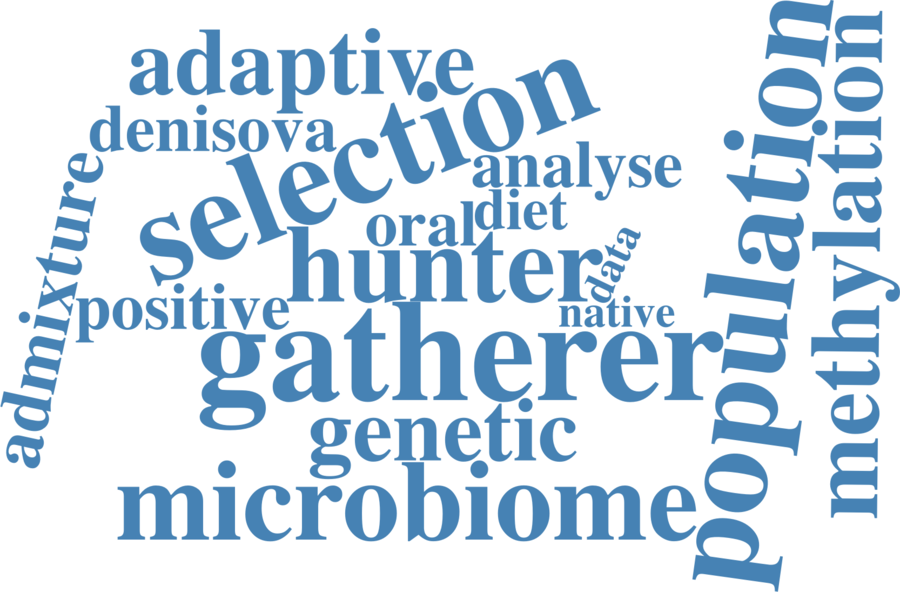 adaptive
denisova
selection
analyse
diet
oral
hunter
data
native
positive
admixture
gatherer
genetic
microbiome
population
methylation